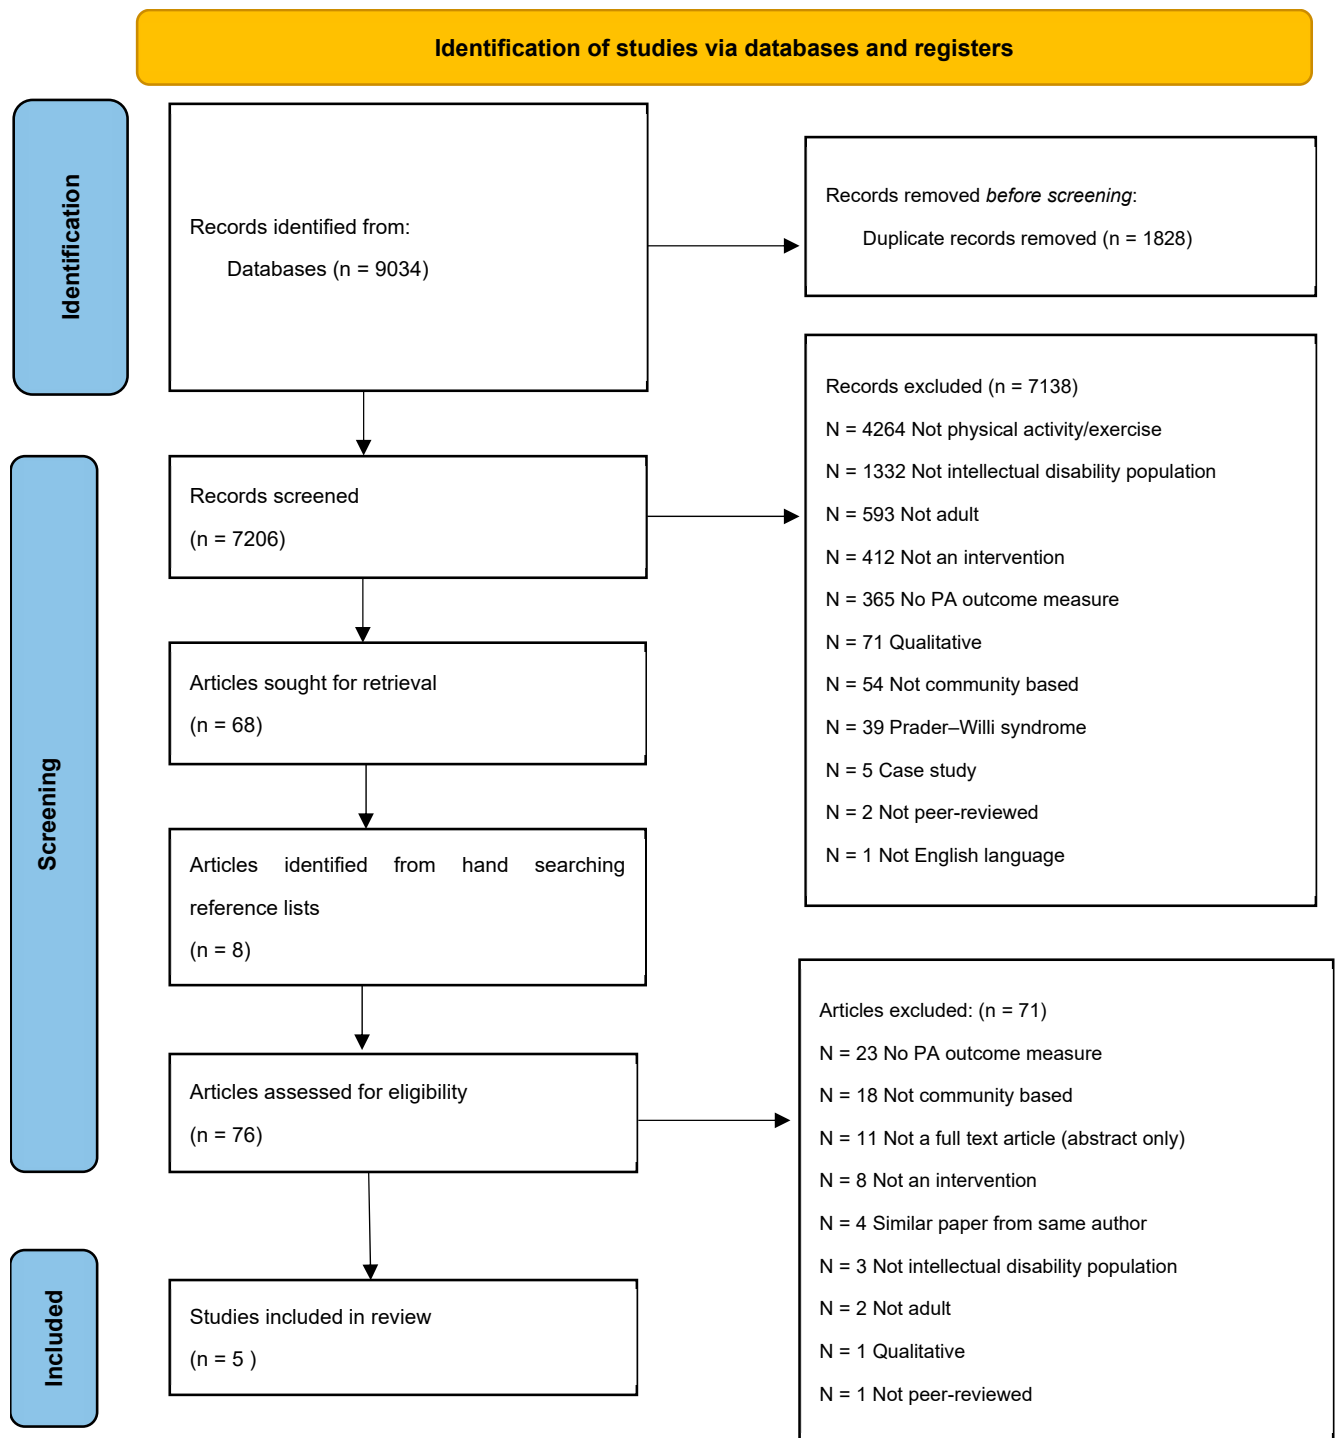 Identification of studies via databases and registers
Identification
Records identified from:
Databases (n = 9034)
Records removed before screening:
Duplicate records removed (n = 1828)
Screening
Records screened
(n = 7206)
Records excluded (n = 7138)
N = 4264 Not physical activity/exercise
N = 1332 Not intellectual disability population
N = 593 Not adult
N = 412 Not an intervention
N = 365 No PA outcome measure
N = 71 Qualitative
N = 54 Not community based
N = 39 Prader–Willi syndrome
N = 5 Case study
N = 2 Not peer-reviewed
N = 1 Not English language
Articles sought for retrieval
(n = 68)
Articles identified from hand searching
reference lists
(n = 8)
Articles assessed for eligibility
(n = 76)
Articles excluded: (n = 71)
N = 23 No PA outcome measure
N = 18 Not community based
N = 11 Not a full text article (abstract only)
N = 8 Not an intervention
N = 4 Similar paper from same author
N = 3 Not intellectual disability population
N = 2 Not adult
N = 1 Qualitative
N = 1 Not peer-reviewed
Included
Studies included in review
(n = 5 )